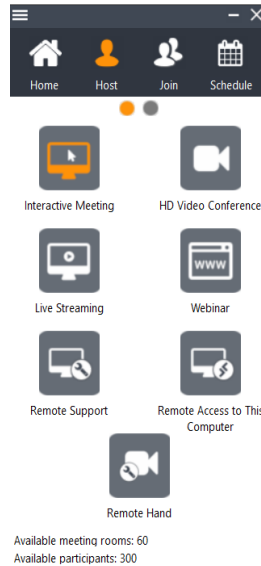 Home Host Join Schedule
Interactive Meeting HD Video Conference
Live Streaming Webinar
www
Remote Support Remote Access to This
Computer
Remote Hand
Available meeting rooms: 60
Available participants: 300